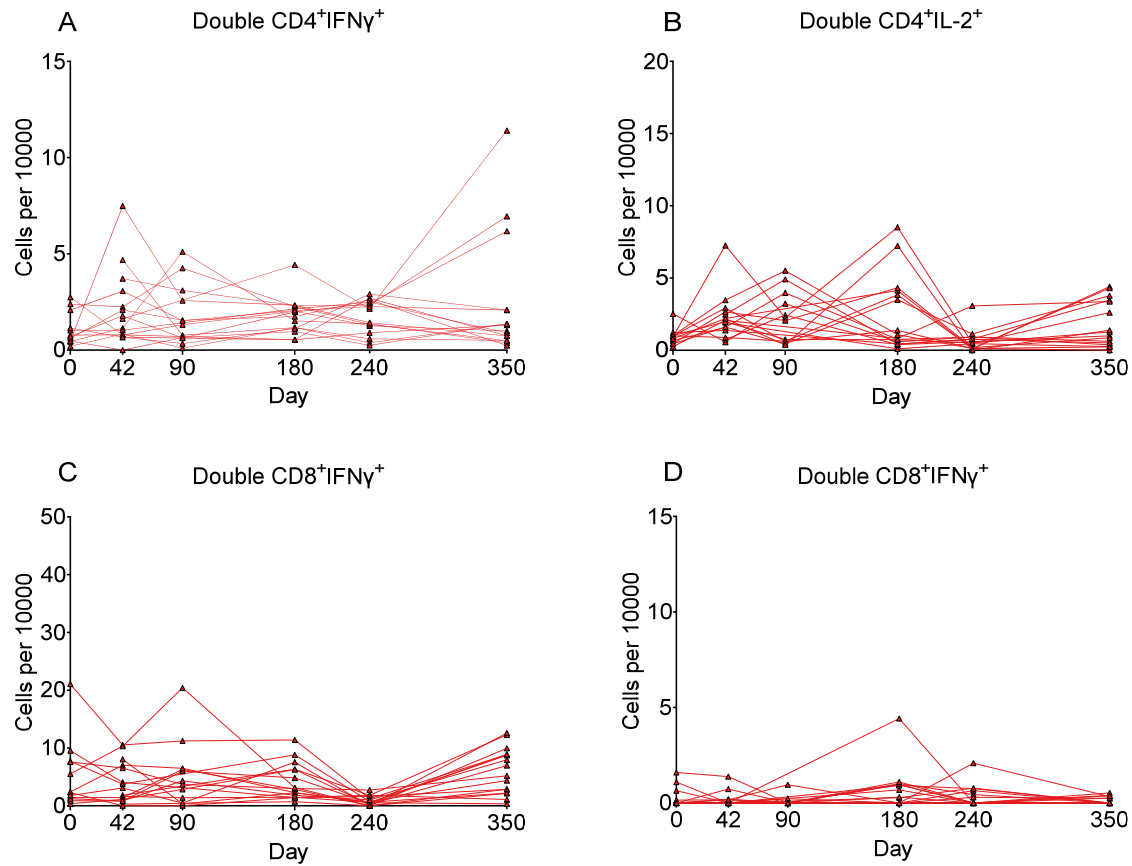 A
Double CD4⁺IFNγ⁺
15
10
5
0
Cells per 10000
0 42 90 180 240 350
Day
B
Double CD4⁺IL-2⁺
20
15
10
5
0
Cells per 10000
0 42 90 180 240 350
Day
C
Double CD8⁺IFNγ⁺
50
40
30
20
10
0
Cells per 10000
0 42 90 180 240 350
Day
D
Double CD8⁺IFNγ⁺
15
10
5
0
Cells per 10000
0 42 90 180 240 350
Day